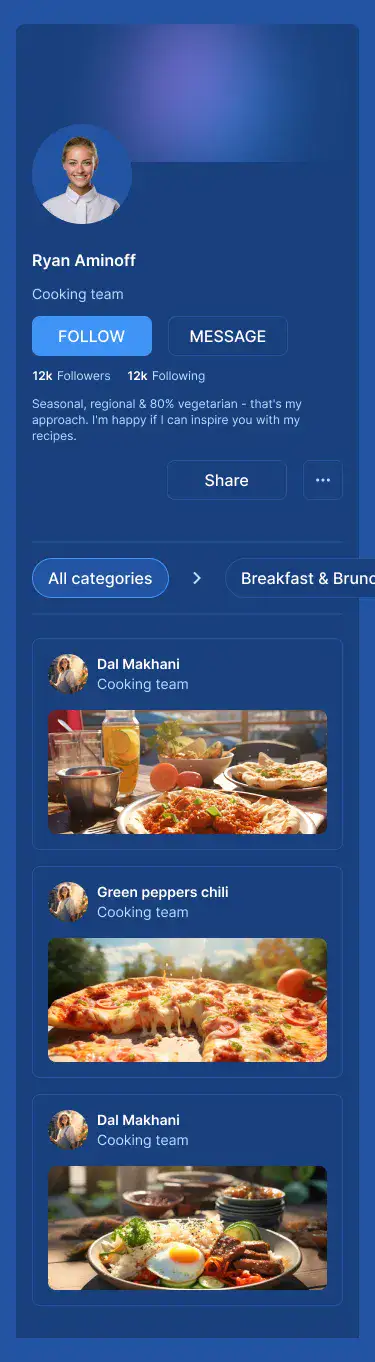 Ryan Aminoff
Cooking team
FOLLOW
MESSAGE
12k Followers 12k Following
Seasonal, regional & 80% vegetarian - that's my
approach. I'm happy if I can inspire you with my
recipes.
Share
All categories
Breakfast & Brunc
Dal Makhani
Cooking team
Green peppers chili
Cooking team
Dal Makhani
Cooking team